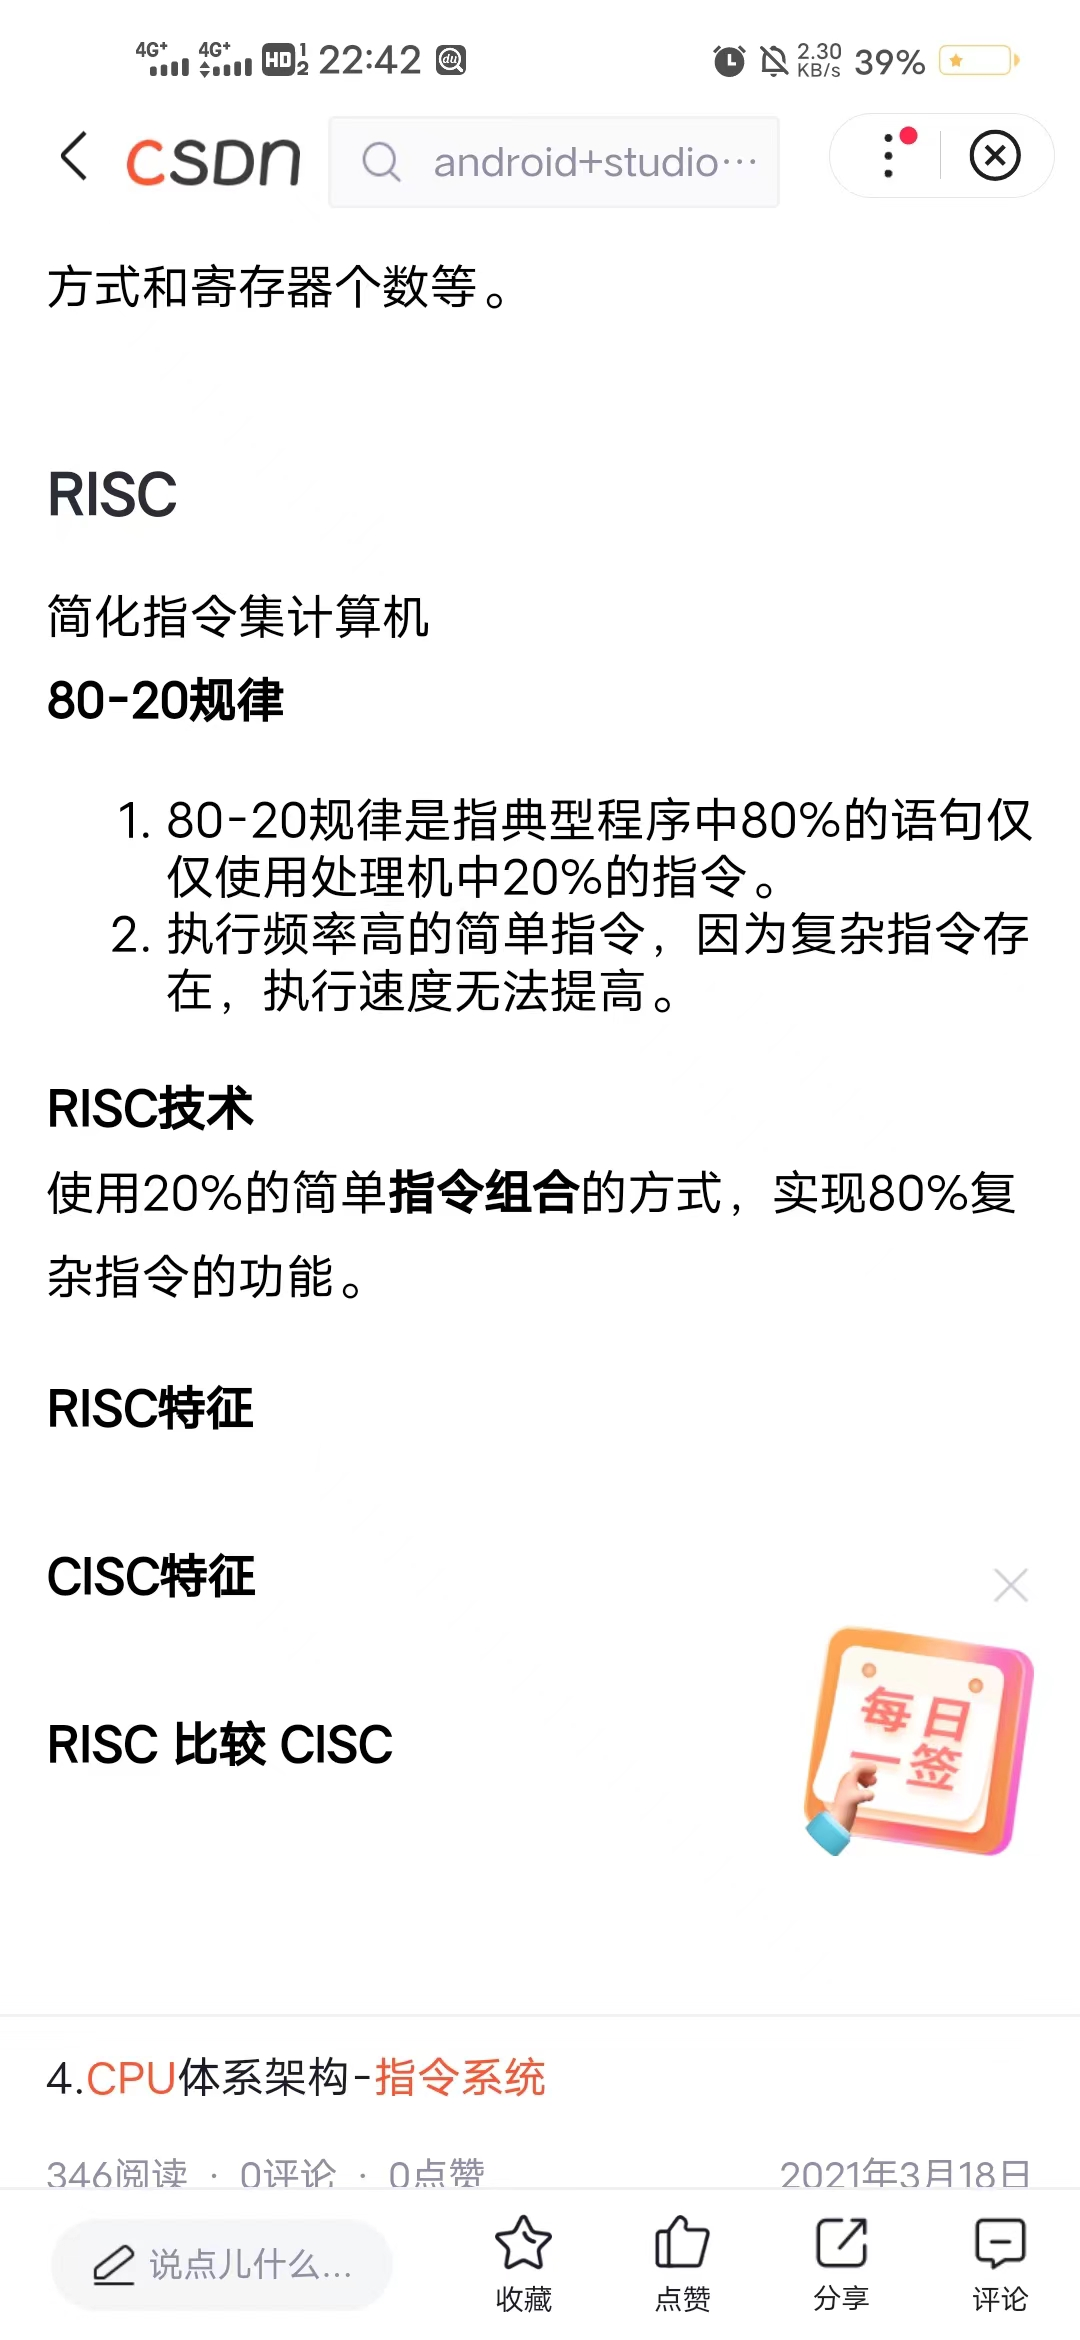 4G+ 4G+ HD 1 2 22:42 du 2.30 KB/s 39%
CSDN android+studio···
方式和寄存器个数等。
RISC
简化指令集计算机
80-20规律
1. 80-20规律是指典型程序中80%的语句仅
仅使用处理机中20%的指令。
2. 执行频率高的简单指令，因为复杂指令存
在，执行速度无法提高。
RISC技术
使用20%的简单指令组合的方式，实现80%复
杂指令的功能。
RISC特征
CISC特征
RISC 比较 CISC
每日
一签
4.CPU体系架构-指令系统
346阅读 · 0评论 · 0点赞 2021年3月18日
说点儿什么...
收藏 点赞 分享 评论